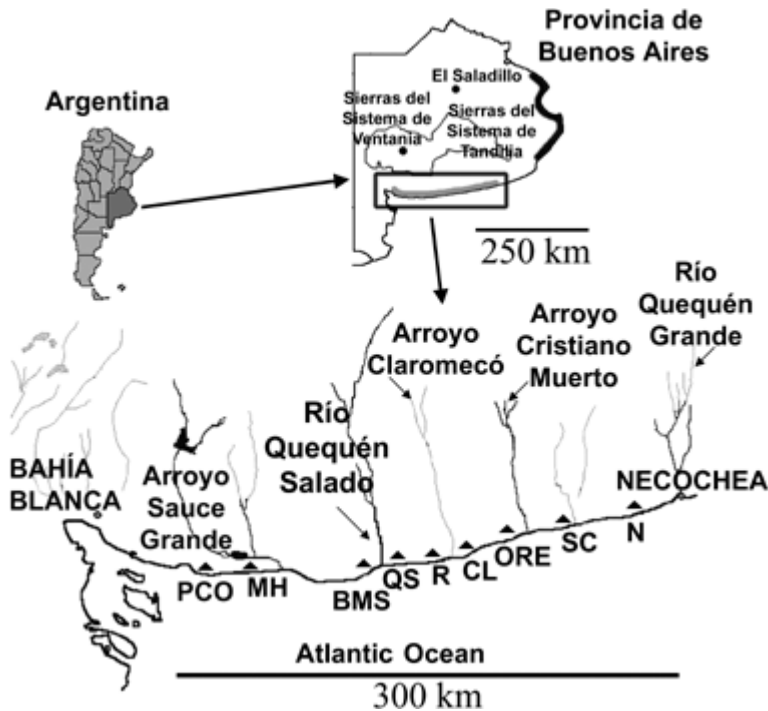 Provincia de
Buenos Aires
Argentina
El Saladillo
Sierras del
Sistema de
Ventania
Sierras del
Sistema de
Tandilia
250 km
Río
Quequén
Grande
Arroyo
Cristiano
Muerto
Arroyo
Claromecó
Río
Quequén
Salado
Arroyo
Sauce
Grande
BAHÍA
BLANCA
NECOCHEA
PCO
MH
BMS
QS
R
CL
ORE
SC
N
Atlantic Ocean
300 km